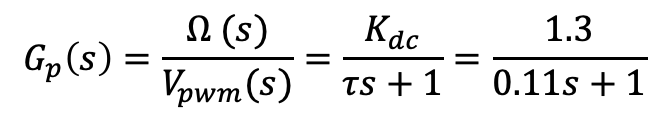 G_p(s) = Ω (s) / V_pwm(s) = K_dc / τs + 1 = 1.3 / 0.11s + 1